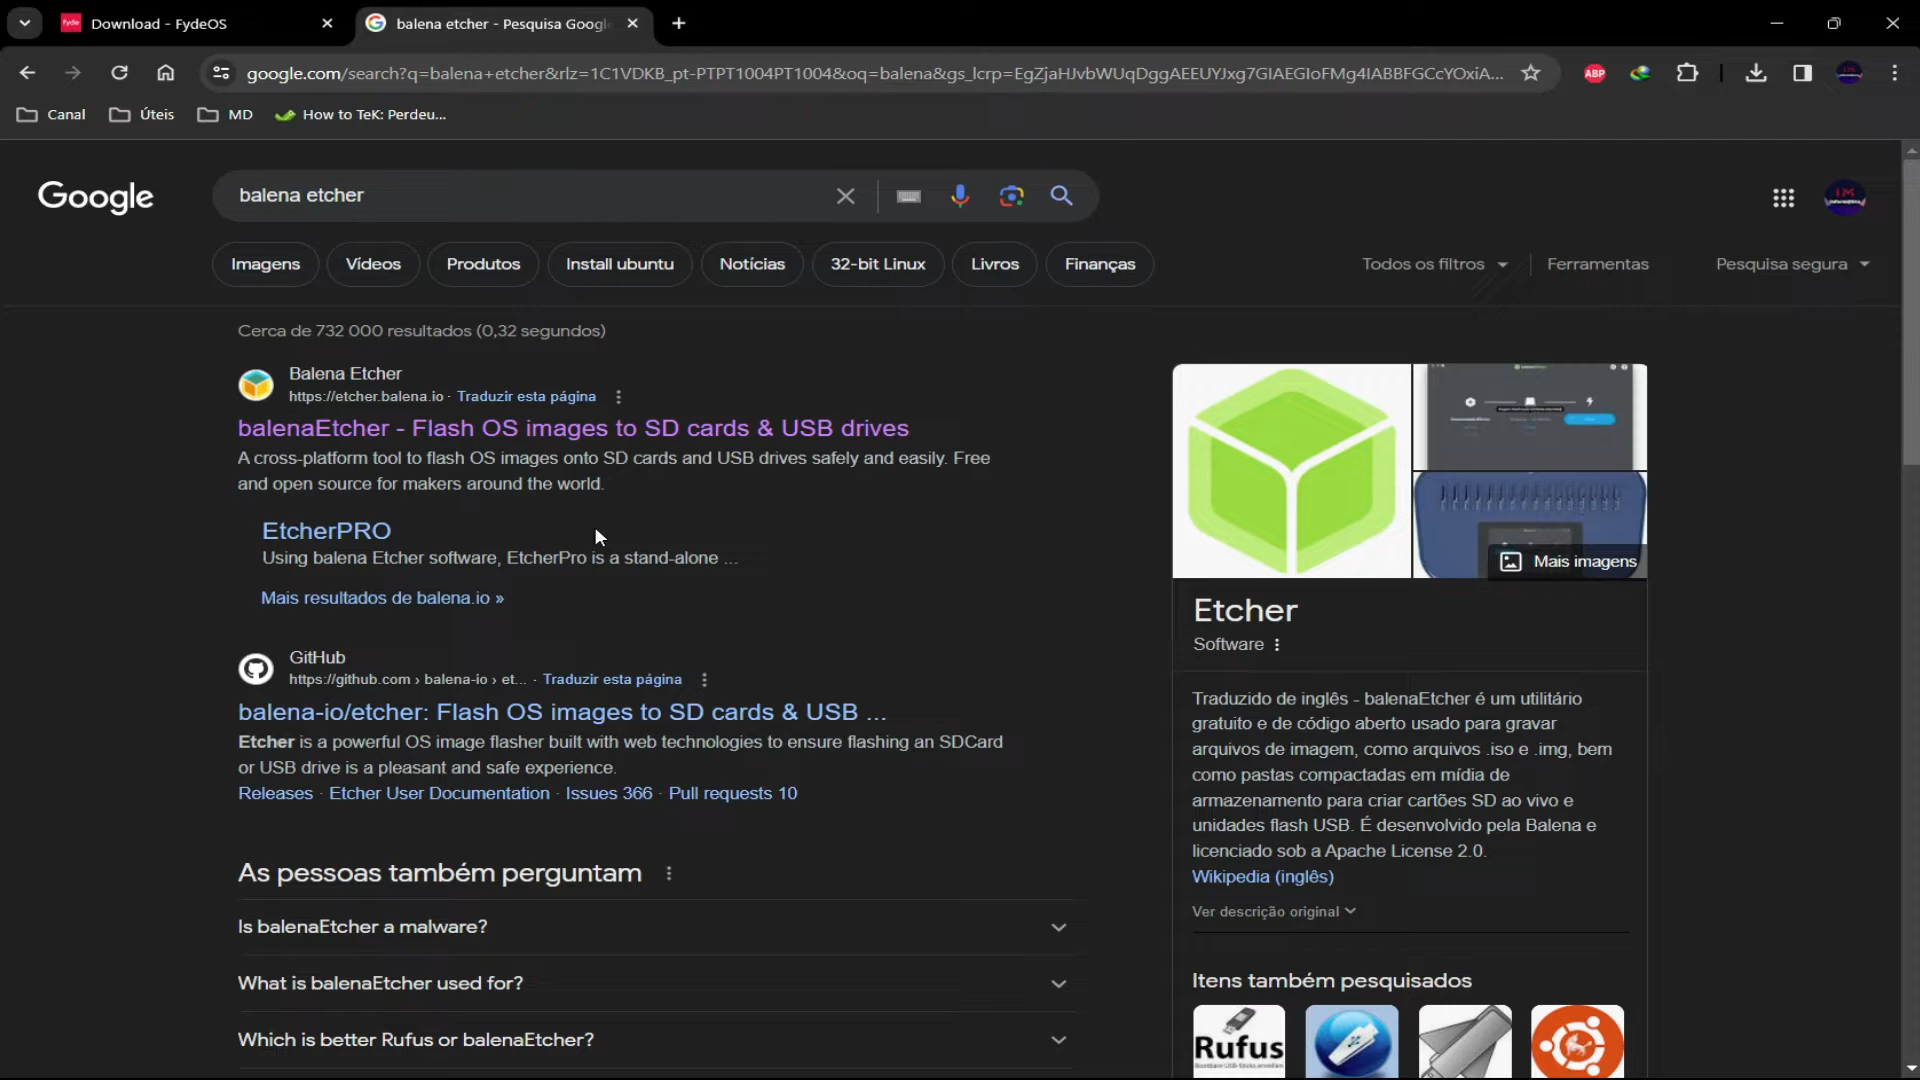 Download - FydeOS
balena etcher - Pesquisa Googl
google.com/search?q=balena+etcher&rlz=1C1VDKB_pt-PTPT1004PT1004&oq=balena&gs_lcrp=EgZjaHJvbWUqDggAEEUYJxg7GIAEGIoFMg4IABBFGCcYOxiA...
ABP
Canal
Úteis
MD
How to TeK: Perdeu...
Google
balena etcher
Imagens
Vídeos
Produtos
Install ubuntu
Notícias
32-bit Linux
Livros
Finanças
Todos os filtros
Ferramentas
Pesquisa segura
Cerca de 732 000 resultados (0,32 segundos)
Balena Etcher
https://etcher.balena.io · Traduzir esta página
balenaEtcher - Flash OS images to SD cards & USB drives
A cross-platform tool to flash OS images onto SD cards and USB drives safely and easily. Free
and open source for makers around the world.
EtcherPRO
Using balena Etcher software, EtcherPro is a stand-alone ...
Mais resultados de balena.io »
GitHub
https://github.com › balena-io › et... · Traduzir esta página
balena-io/etcher: Flash OS images to SD cards & USB ...
Etcher is a powerful OS image flasher built with web technologies to ensure flashing an SDCard
or USB drive is a pleasant and safe experience.
Releases · Etcher User Documentation · Issues 366 · Pull requests 10
As pessoas também perguntam
Is balenaEtcher a malware?
What is balenaEtcher used for?
Which is better Rufus or balenaEtcher?
Mais imagens
Etcher
Software
Traduzido de inglês - balenaEtcher é um utilitário
gratuito e de código aberto usado para gravar
arquivos de imagem, como arquivos .iso e .img, bem
como pastas compactadas em mídia de
armazenamento para criar cartões SD ao vivo e
unidades flash USB. É desenvolvido pela Balena e
licenciado sob a Apache License 2.0.
Wikipedia (inglês)
Ver descrição original
Itens também pesquisados
Rufus